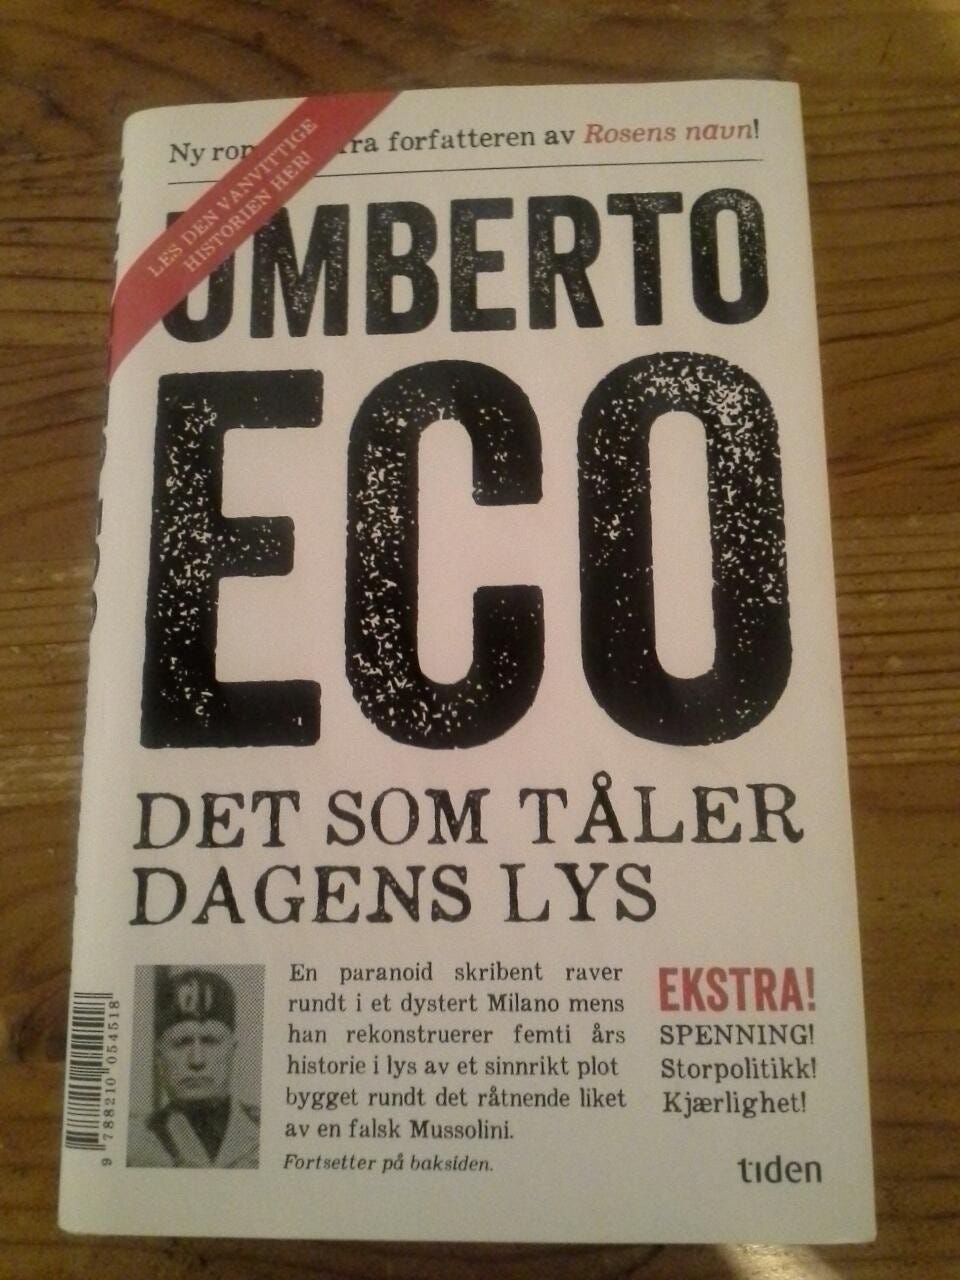 Ny fra forfatteren av Rosens navn!
LES DEN VANVITTIGE
HISTORIEN HER!
UMBERTO
ECO
DET SOM TÅLER
DAGENS LYS
En paranoid skribent raver
rundt i et dystert Milano mens
han rekonstruerer femti års
historie i lys av et sinnrikt plot
bygget rundt det råtnende liket
av en falsk Mussolini.
Fortsetter på baksiden.
EKSTRA!
SPENNING!
Storpolitikk!
Kjærlighet!
tiden
9 788210 054518